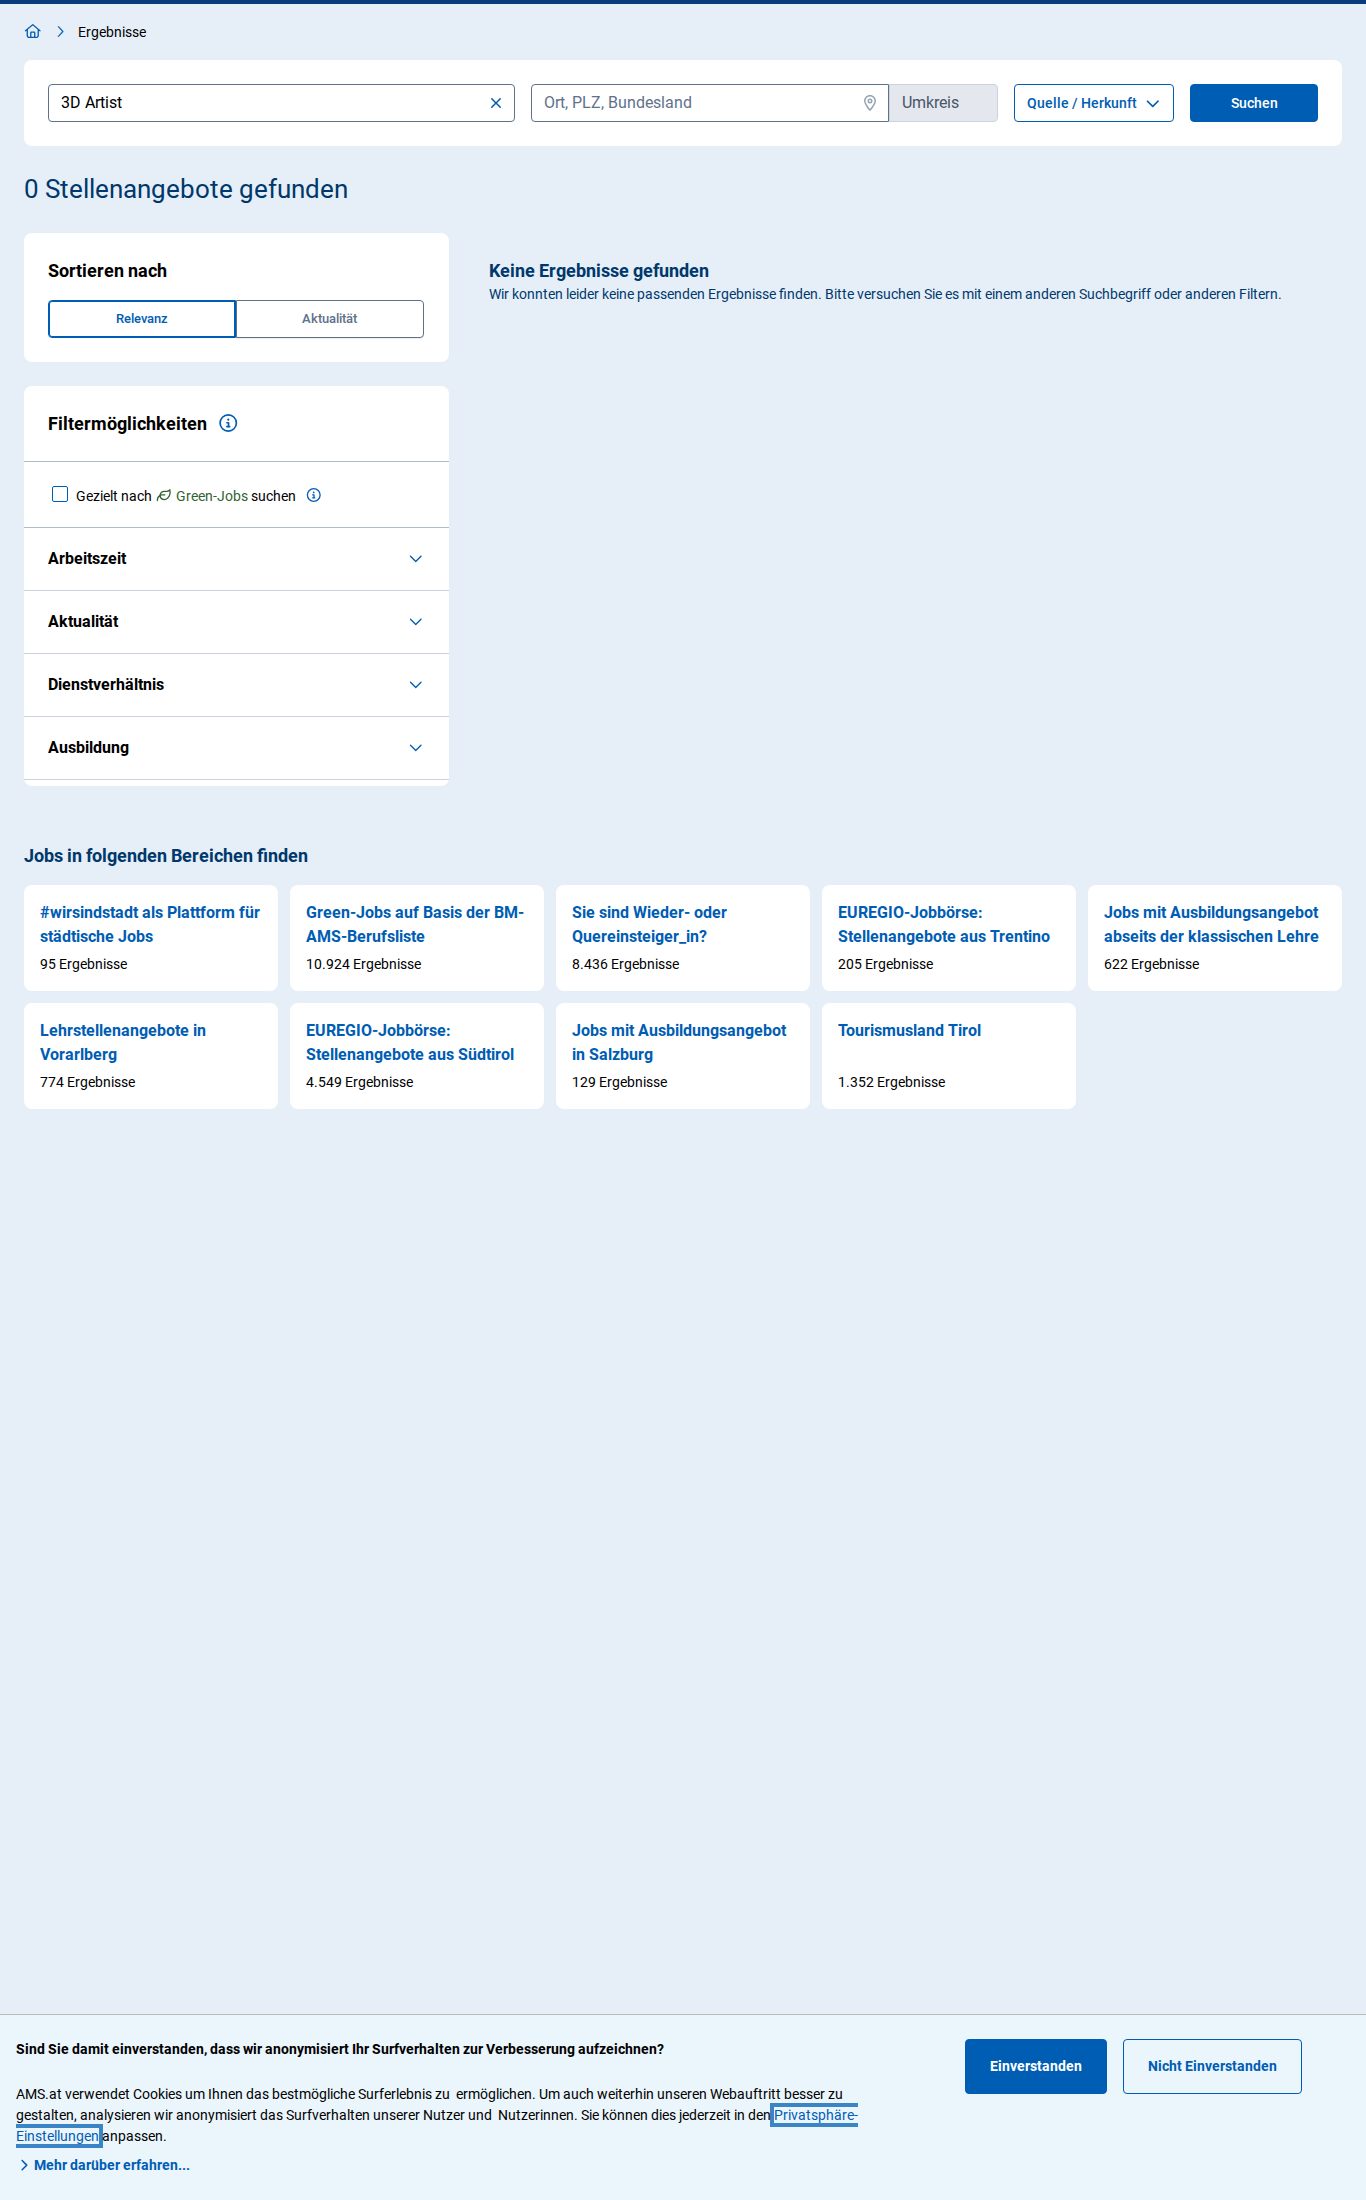 Ergebnisse
3D Artist
Ort, PLZ, Bundesland
Umkreis
Quelle / Herkunft
Suchen
0 Stellenangebote gefunden
Sortieren nach
Relevanz
Aktualität
Keine Ergebnisse gefunden
Wir konnten leider keine passenden Ergebnisse finden. Bitte versuchen Sie es mit einem anderen Suchbegriff oder anderen Filtern.
Filtermöglichkeiten
Gezielt nach Green-Jobs suchen
Arbeitszeit
Aktualität
Dienstverhältnis
Ausbildung
Jobs in folgenden Bereichen finden
#wirsindstadt als Plattform für
städtische Jobs
95 Ergebnisse
Green-Jobs auf Basis der BM-
AMS-Berufsliste
10.924 Ergebnisse
Sie sind Wieder- oder
Quereinsteiger_in?
8.436 Ergebnisse
EUREGIO-Jobbörse:
Stellenangebote aus Trentino
205 Ergebnisse
Jobs mit Ausbildungsangebot
abseits der klassischen Lehre
622 Ergebnisse
Lehrstellenangebote in
Vorarlberg
774 Ergebnisse
EUREGIO-Jobbörse:
Stellenangebote aus Südtirol
4.549 Ergebnisse
Jobs mit Ausbildungsangebot
in Salzburg
129 Ergebnisse
Tourismusland Tirol
1.352 Ergebnisse
Sind Sie damit einverstanden, dass wir anonymisiert Ihr Surfverhalten zur Verbesserung aufzeichnen?
AMS.at verwendet Cookies um Ihnen das bestmögliche Surferlebnis zu  ermöglichen. Um auch weiterhin unseren Webauftritt besser zu
gestalten, analysieren wir anonymisiert das Surfverhalten unserer Nutzer und  Nutzerinnen. Sie können dies jederzeit in den Privatsphäre-
Einstellungen anpassen.
Mehr darüber erfahren...
Einverstanden
Nicht Einverstanden